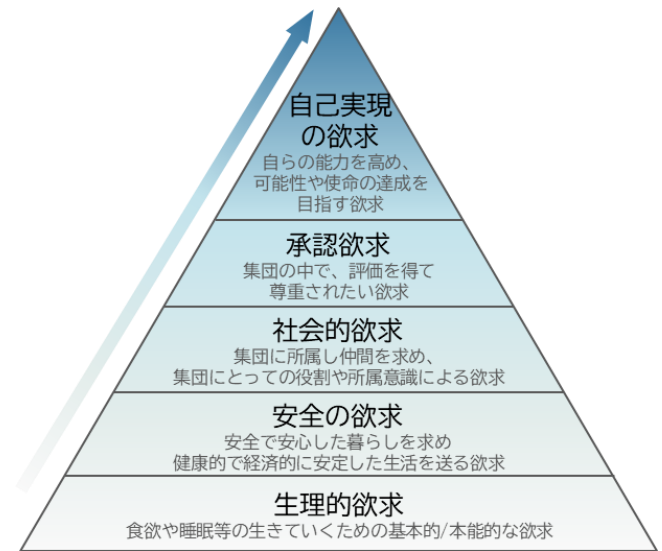 自己実現
の欲求
自らの能力を高め、
可能性や使命の達成を
目指す欲求
承認欲求
集団の中で、評価を得て
尊重されたい欲求
社会的欲求
集団に所属し仲間を求め、
集団にとっての役割や所属意識による欲求
安全の欲求
安全で安心した暮らしを求め
健康的で経済的に安定した生活を送る欲求
生理的欲求
食欲や睡眠等の生きていくための基本的/本能的な欲求